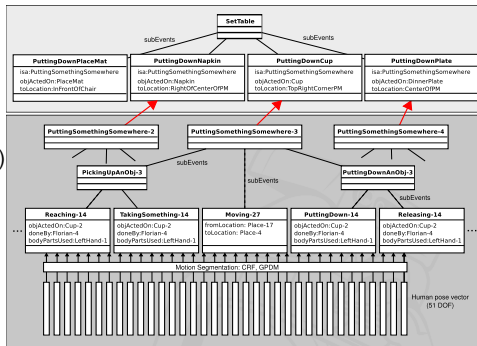 SetTable
subEvents
subEvents
PuttingDownPlaceMat
isa:PuttingSomethingSomewhere
objActedOn:PlaceMat
toLocation:InFrontOfChair
PuttingDownNapkin
isa:PuttingSomethingSomewhere
objActedOn:Napkin
toLocation:RightOfCenterOfPM
PuttingDownCup
isa:PuttingSomethingSomewhere
objActedOn:Cup
toLocation:TopRightCornerPM
PuttingDownPlate
isa:PuttingSomethingSomewhere
objActedOn:DinnerPlate
toLocation:CenterOfPM
PuttingSomethingSomewhere-2
PuttingSomethingSomewhere-3
PuttingSomethingSomewhere-4
)
subEvents
PickingUpAnObj-3
PuttingDownAnObj-3
subEvents
subEvents
...
Reaching-14
objActedOn:Cup-2
doneBy:Florian-4
bodyPartsUsed:LeftHand-1
TakingSomething-14
objActedOn:Cup-2
doneBy:Florian-4
bodyPartsUsed:LeftHand-1
Moving-27
fromLocation: Place-17
toLocation: Place-4
PuttingDown-14
objActedOn:Cup-2
doneBy:Florian-4
bodyPartsUsed:LeftHand-1
Releasing-14
objActedOn:Cup-2
doneBy:Florian-4
bodyPartsUsed:LeftHand-1
...
Motion Segmentation: CRF, GPDM
Human pose vector
(51 DOF)